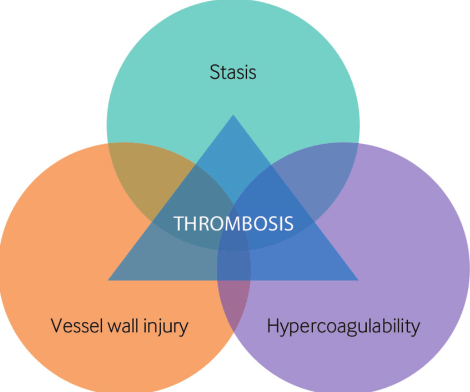 Stasis
THROMBOSIS
Vessel wall injury
Hypercoagulability